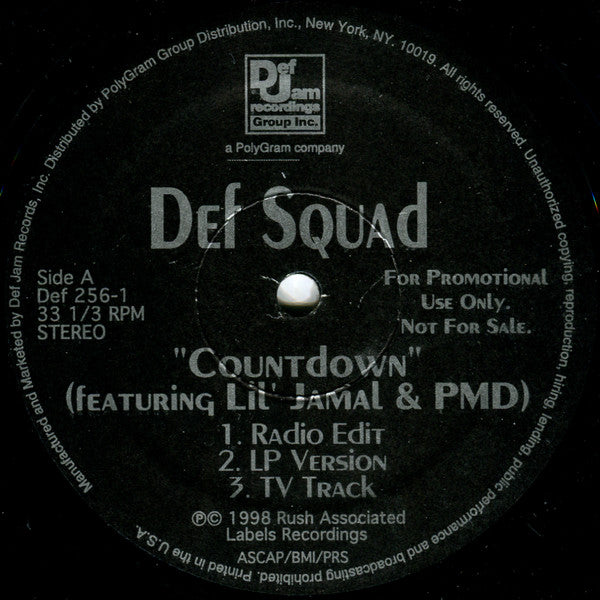 Manufactured and Marketed by Def Jam Records, Inc. Distributed by PolyGram Group Distribution, Inc., New York, NY. 10019. All rights reserved. Unauthorized copying, reproduction, hiring, lending, public performance and broadcasting prohibited. Printed in the U.S.A.
Def
Jam
recordings
Group Inc.
a PolyGram company
Def Squad
Side A
Def 256-1
33 1/3 RPM
STEREO
For Promotional
Use Only.
Not For Sale.
"Countdown"
(featuring Lil' Jamal & PMD)
1. Radio Edit
2. LP Version
3. TV Track
℗© 1998 Rush Associated
Labels Recordings
ASCAP/BMI/PRS